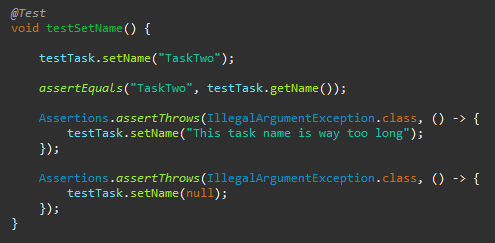 @Test
void testSetName() {
testTask.setName("TaskTwo");
assertEquals("TaskTwo", testTask.getName());
Assertions.assertThrows(IllegalArgumentException.class, () -> {
testTask.setName("This task name is way too long");
});
Assertions.assertThrows(IllegalArgumentException.class, () -> {
testTask.setName(null);
});
}